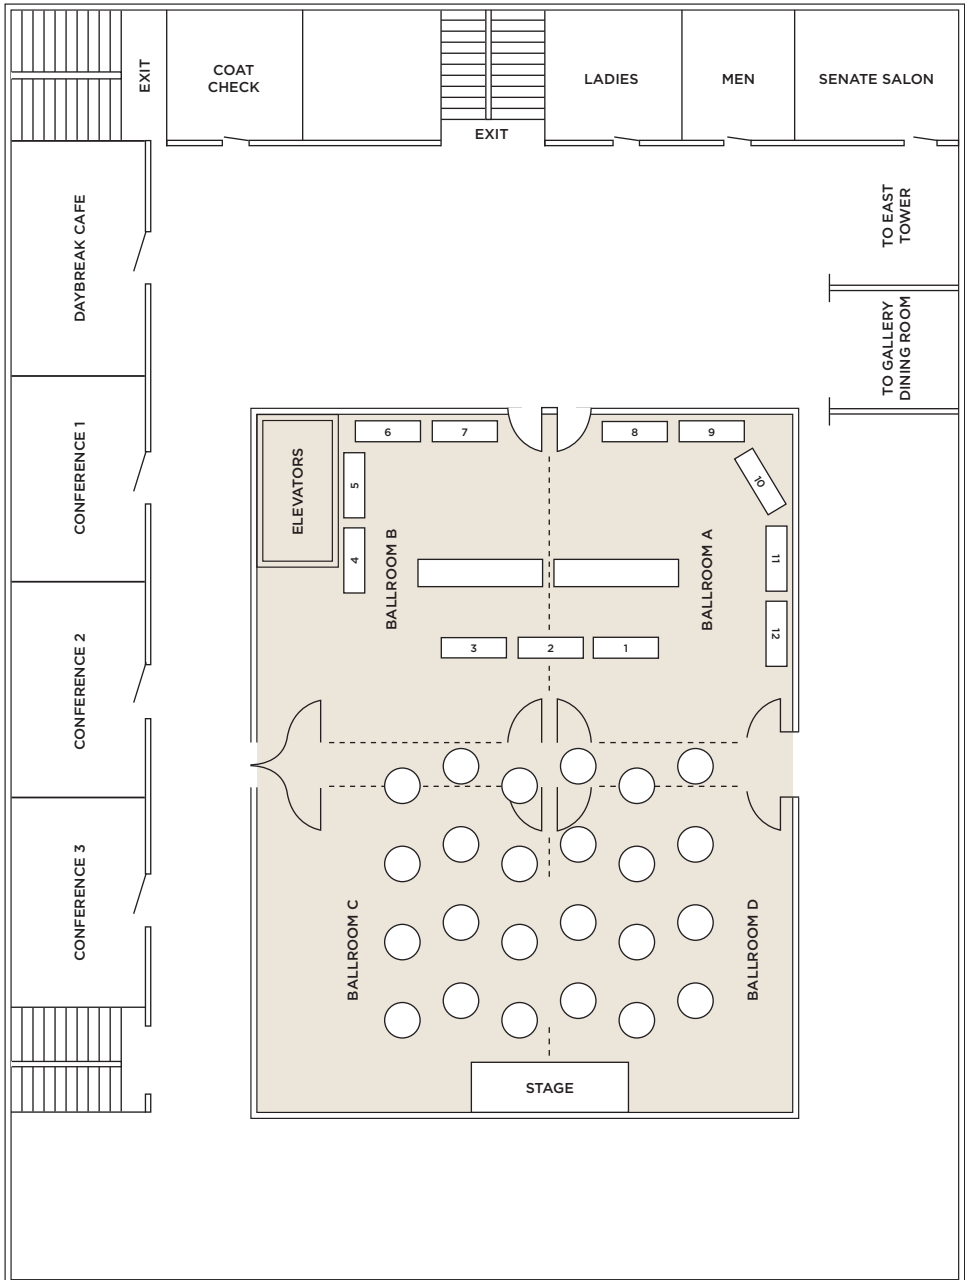 EXIT
COAT
CHECK
EXIT
LADIES
MEN
SENATE SALON
DAYBREAK CAFE
TO EAST
TOWER
TO GALLERY
DINING ROOM
CONFERENCE 1
ELEVATORS
6
7
8
9
5
10
4
11
BALLROOM B
BALLROOM A
12
3
2
1
CONFERENCE 2
CONFERENCE 3
BALLROOM C
BALLROOM D
STAGE